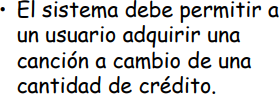 • El sistema debe permitir a
un usuario adquirir una
canción a cambio de una
cantidad de crédito.